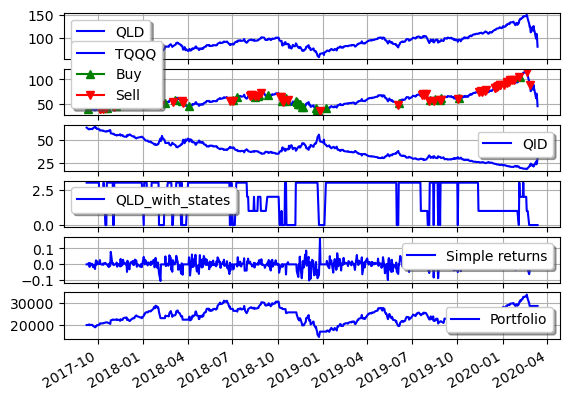 150
QLD
100
TQQQ
100
Buy
50
Sell
50
QID
25
2.5
QLD_with_states
0.0
0.1
Simple returns
0.0
−0.1
30000
Portfolio
20000
2017-10 2018-01 2018-04 2018-07 2018-10 2019-01 2019-04 2019-07 2019-10 2020-01 2020-04